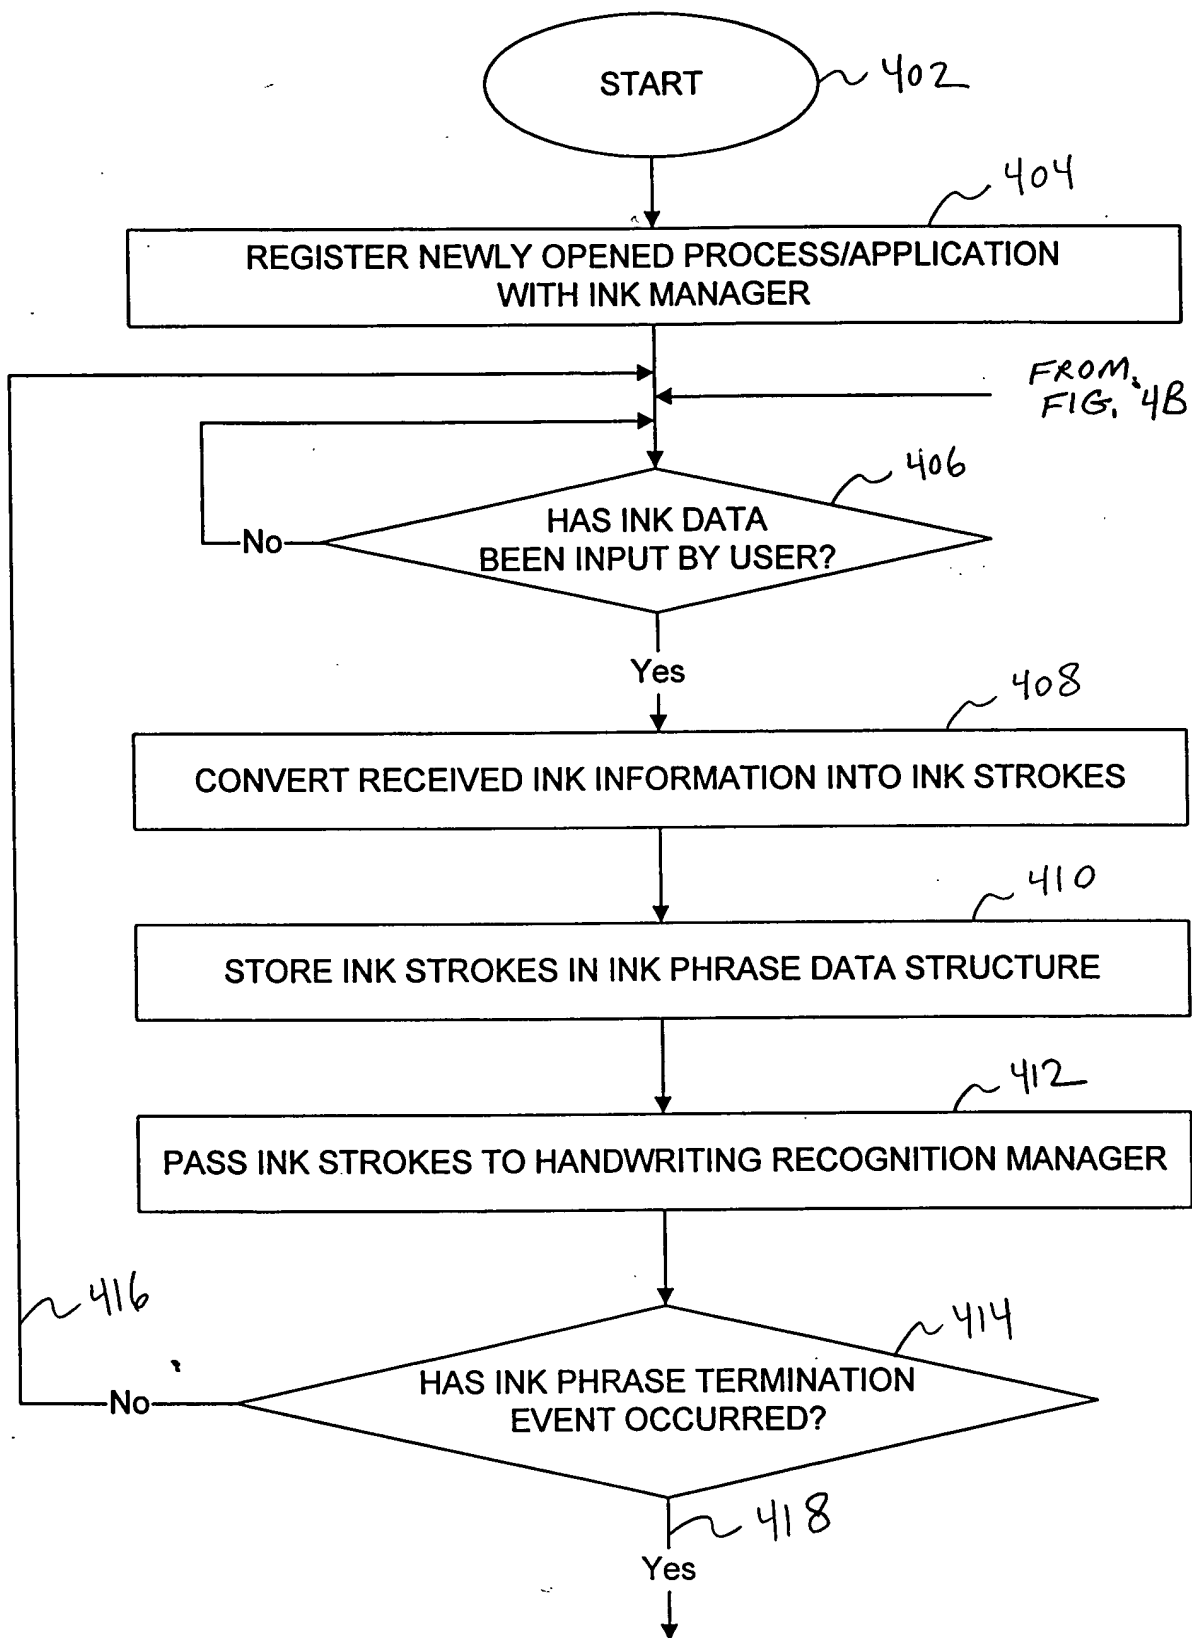 START
402
404
REGISTER NEWLY OPENED PROCESS/APPLICATION
WITH INK MANAGER
FROM
FIG. 4B
406
HAS INK DATA
BEEN INPUT BY USER?
No
Yes
408
CONVERT RECEIVED INK INFORMATION INTO INK STROKES
410
STORE INK STROKES IN INK PHRASE DATA STRUCTURE
412
PASS INK STROKES TO HANDWRITING RECOGNITION MANAGER
416
414
HAS INK PHRASE TERMINATION
EVENT OCCURRED?
No
418
Yes